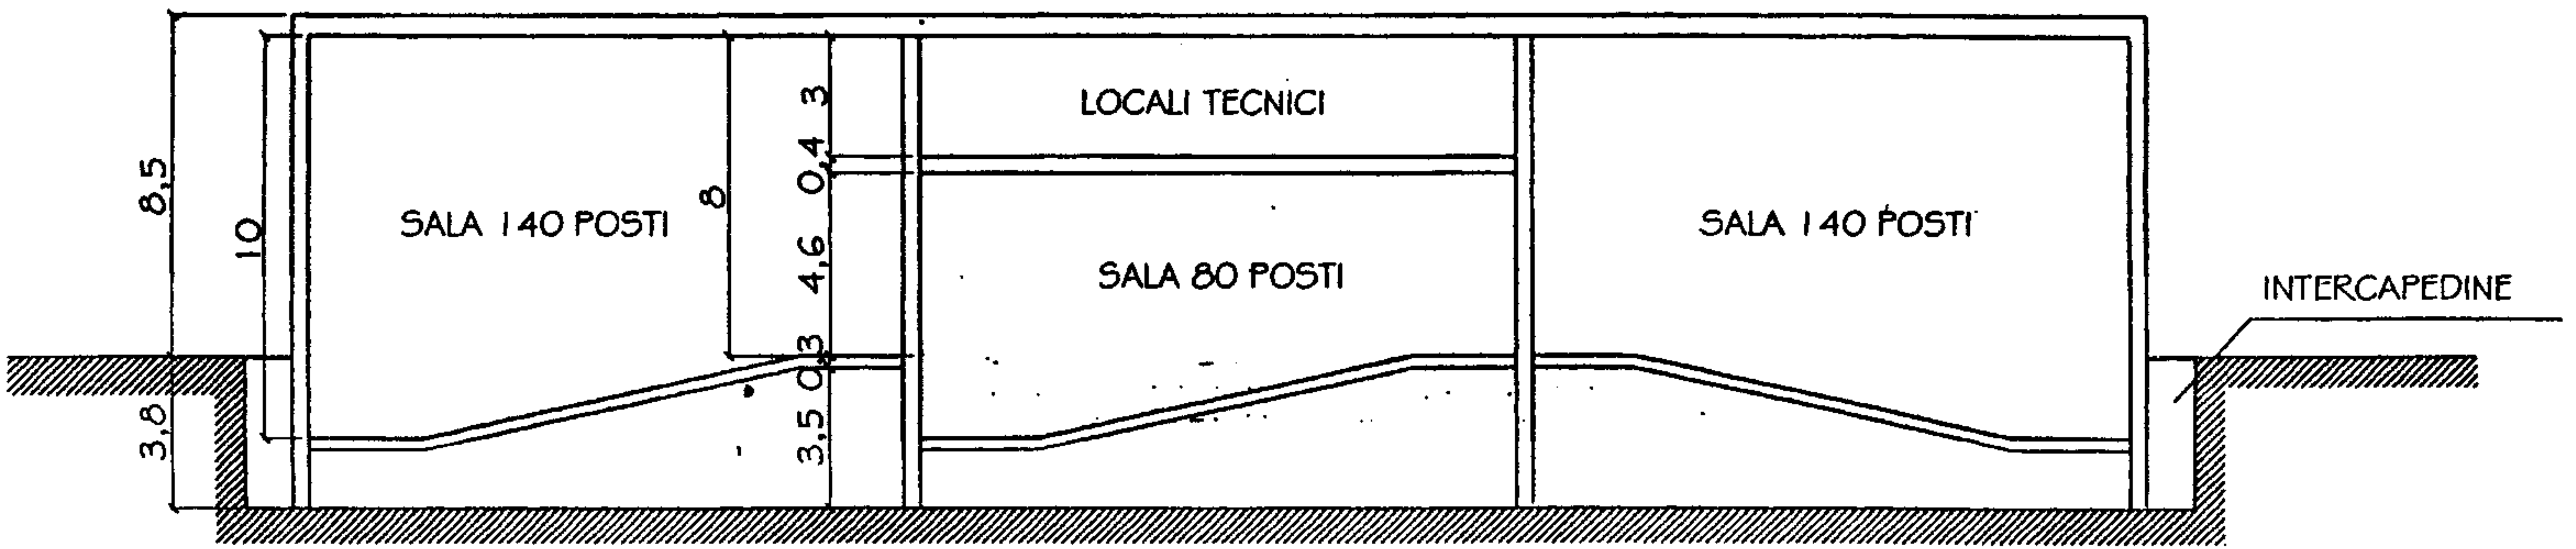 8,5
3,8
10
SALA 140 POSTI
8
3
0,4
4,6
0,3
3,5
LOCALI TECNICI
SALA 80 POSTI
SALA 140 POSTI
INTERCAPEDINE